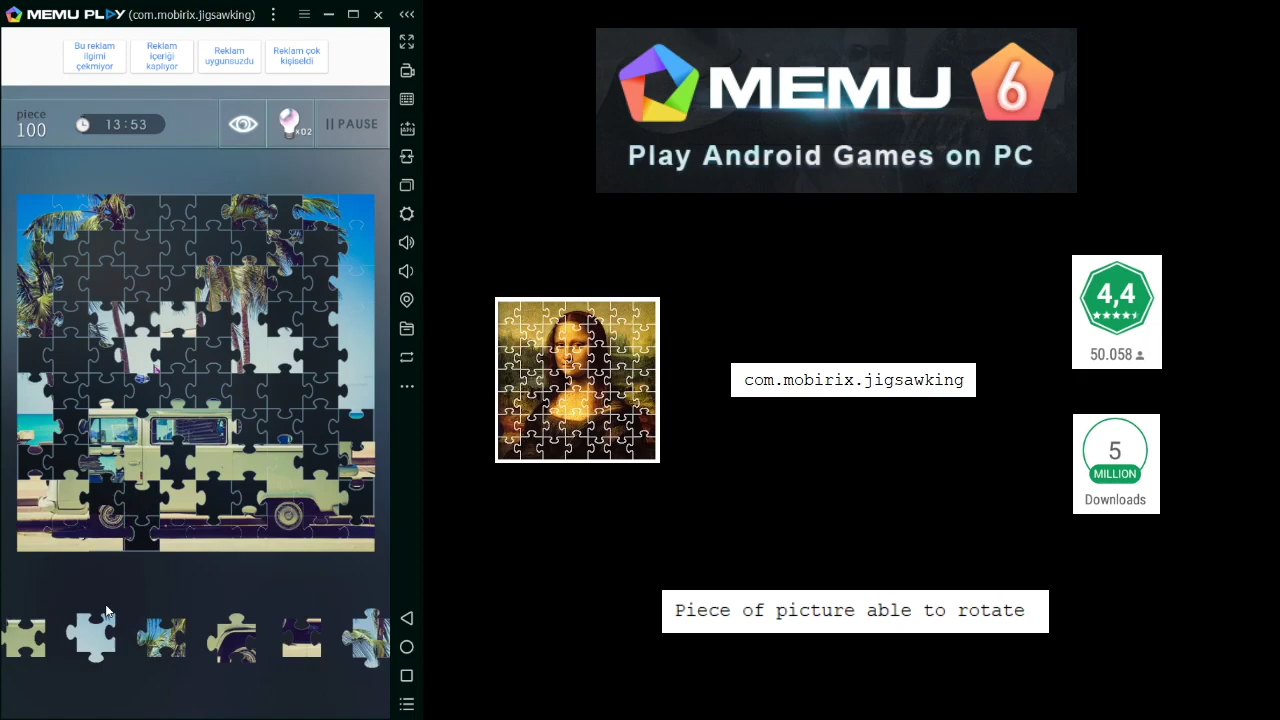 MEMU PLAY (com.mobirix.jigsawking)
Bu reklam
ilgimi
çekmiyor
Reklam
içeriği
kaplıyor
Reklam
uygunsuzdu
Reklam çok
kişiseldi
piece
100
13:53
x02
PAUSE
MEMU 6
Play Android Games on PC
4,4
50.058
com.mobirix.jigsawking
5
MILLION
Downloads
Piece of picture able to rotate